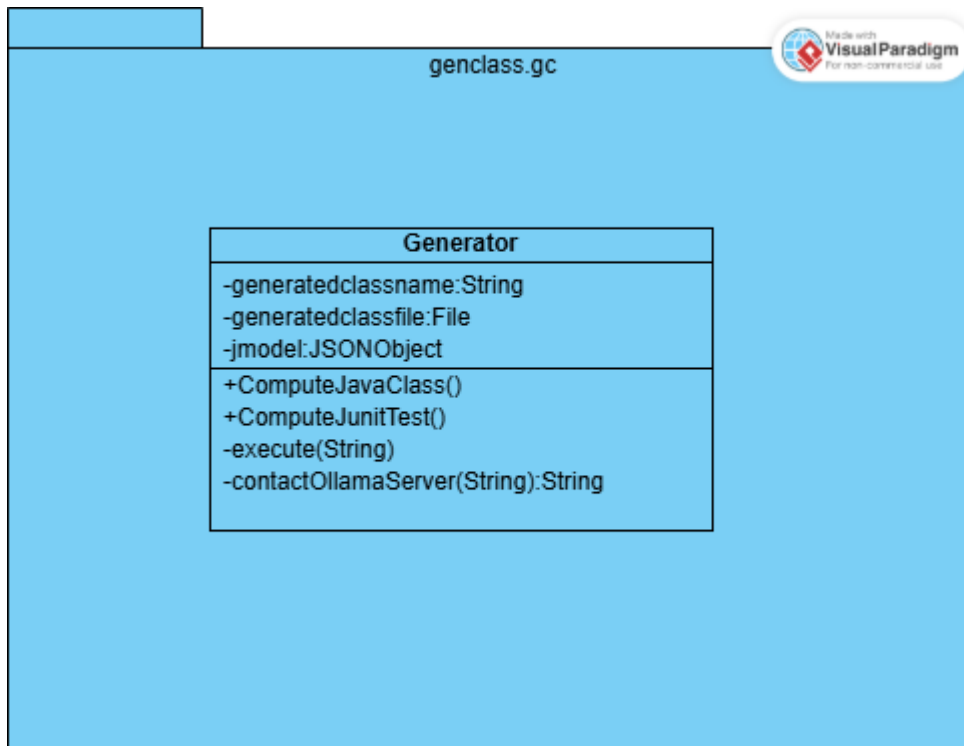 Made with
Visual Paradigm
For non-commercial use
genclass.gc
Generator
-generatedclassname:String
-generatedclassfile:File
-jmodel:JSONObject
+ComputeJavaClass()
+ComputeJunitTest()
-execute(String)
-contactOllamaServer(String):String